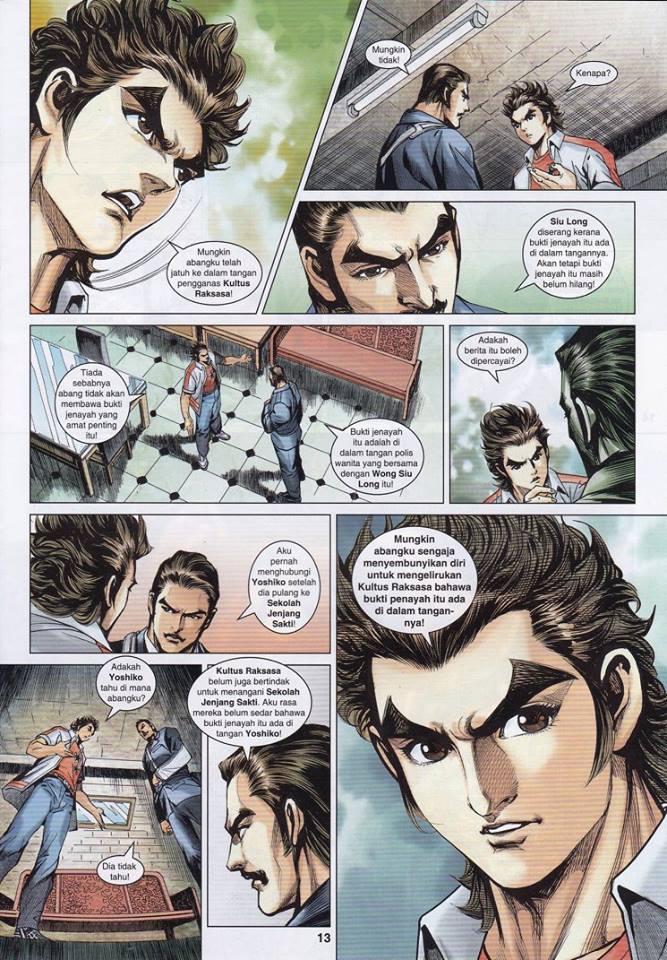 Mungkin
abangku telah
jatuh ke dalam tangan
pengganas Kultus
Raksasa!
Mungkin
tidak!
Kenapa?
Siu Long
diserang kerana
bukti jenayah itu ada
di dalam tangannya.
Akan tetapi bukti
jenayah itu masih
belum hilang!
Tiada
sebabnya
abang tidak akan
membawa bukti
jenayah yang
amat penting
itu!
Bukti jenayah
itu adalah di
dalam tangan polis
wanita yang bersama
dengan Wong Siu
Long itu!
Adakah
berita itu boleh
dipercayai?
Aku
pernah
menghubungi
Yoshiko setelah
dia pulang ke
Sekolah
Jenjang
Sakti!
Mungkin
abangku sengaja
menyembunyikan diri
untuk mengelirukan
Kultus Raksasa bahawa
bukti penayah itu ada
di dalam tangan-
nya!
Adakah
Yoshiko
tahu di mana
abangku?
Dia tidak
tahu!
Kultus Raksasa
belum juga bertindak
untuk menangani Sekolah
Jenjang Sakti. Aku rasa
mereka belum sedar bahawa
bukti jenayah itu ada di
tangan Yoshiko!
13